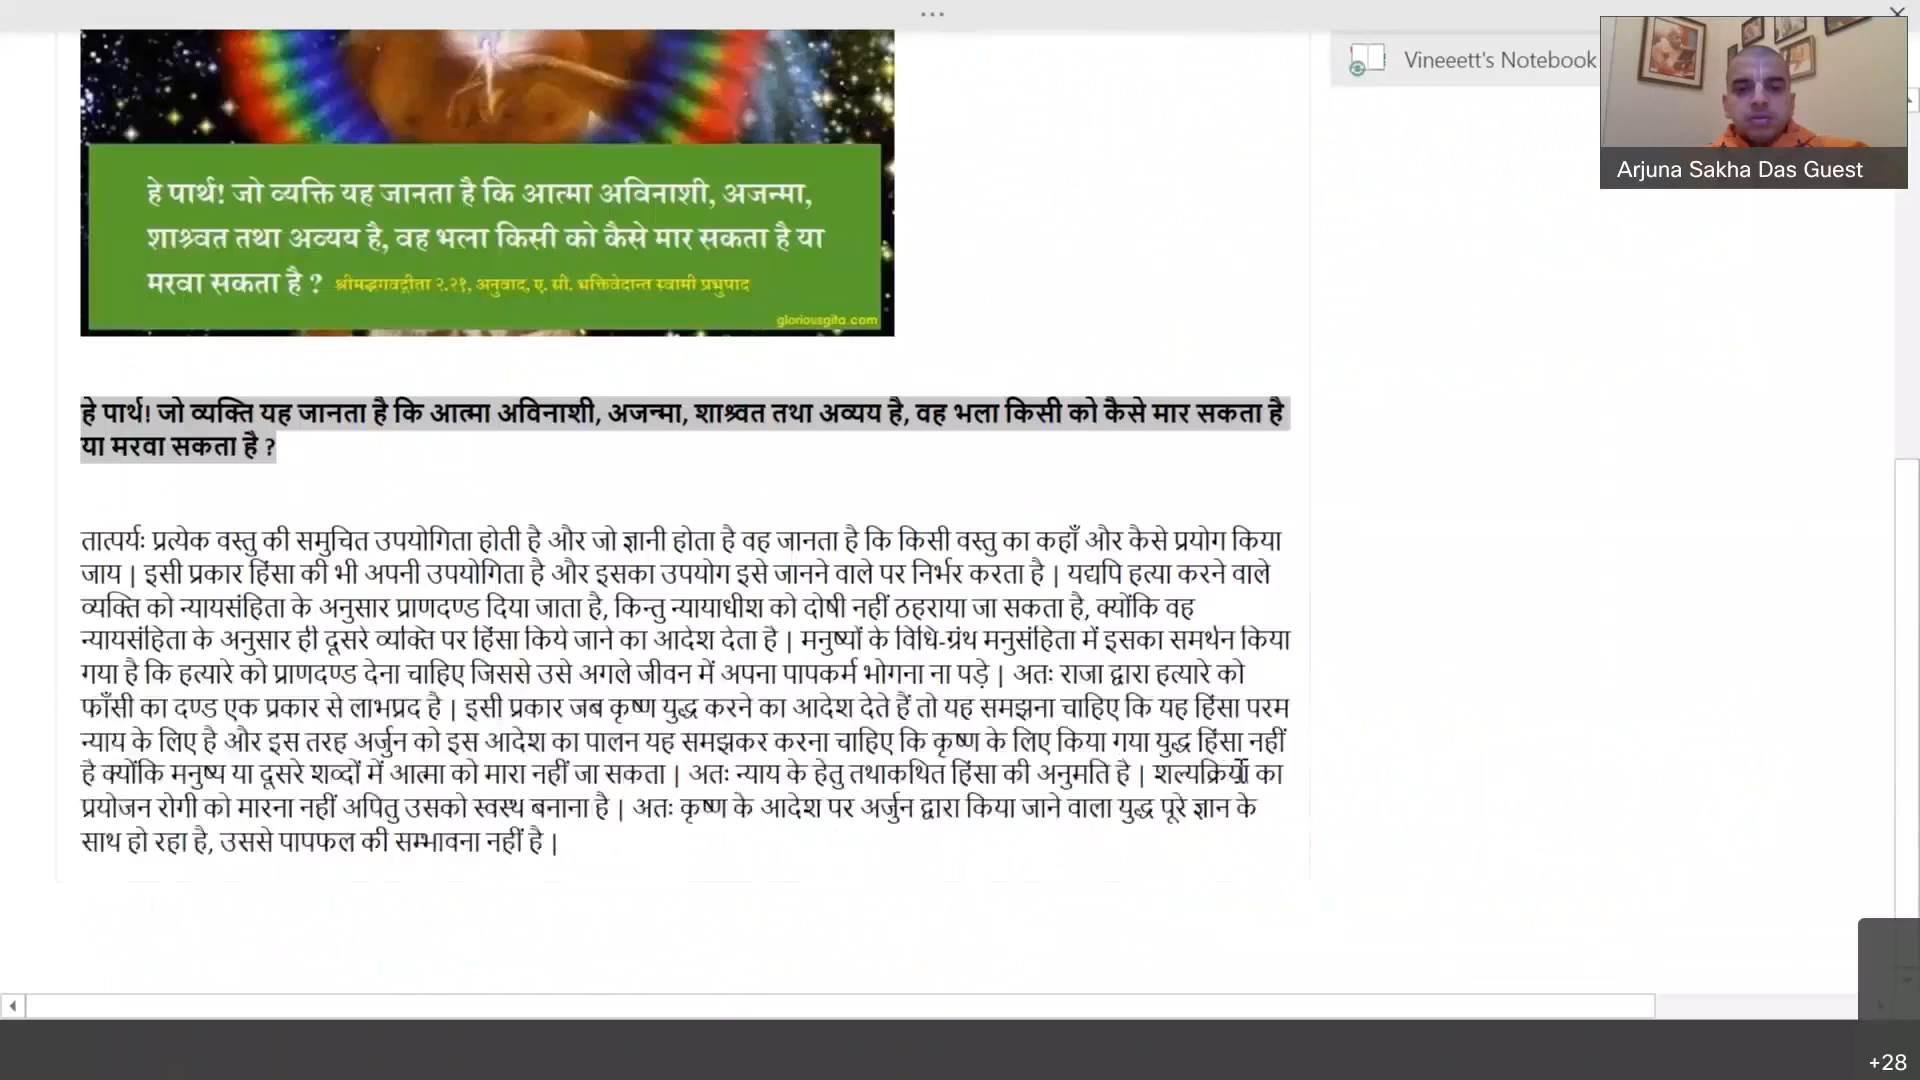 Vineeett's Notebook
Arjuna Sakha Das Guest
हे पार्थ! जो व्यक्ति यह जानता है कि आत्मा अविनाशी, अजन्मा,
शाश्र्वत तथा अव्यय है, वह भला किसी को कैसे मार सकता है या
मरवा सकता है ? श्रीमद्भगवद्गीता २.२१, अनुवाद, ए. सी. भक्तिवेदान्त स्वामी प्रभुपाद
gloriousgita.com
हे पार्थ! जो व्यक्ति यह जानता है कि आत्मा अविनाशी, अजन्मा, शाश्र्वत तथा अव्यय है, वह भला किसी को कैसे मार सकता है
या मरवा सकता है ?
तात्पर्यः प्रत्येक वस्तु की समुचित उपयोगिता होती है और जो ज्ञानी होता है वह जानता है कि किसी वस्तु का कहाँ और कैसे प्रयोग किया
जाय | इसी प्रकार हिंसा की भी अपनी उपयोगिता है और इसका उपयोग इसे जानने वाले पर निर्भर करता है | यद्यपि हत्या करने वाले
व्यक्ति को न्यायसंहिता के अनुसार प्राणदण्ड दिया जाता है, किन्तु न्यायाधीश को दोषी नहीं ठहराया जा सकता है, क्योंकि वह
न्यायसंहिता के अनुसार ही दूसरे व्यक्ति पर हिंसा किये जाने का आदेश देता है | मनुष्यों के विधि-ग्रंथ मनुसंहिता में इसका समर्थन किया
गया है कि हत्यारे को प्राणदण्ड देना चाहिए जिससे उसे अगले जीवन में अपना पापकर्म भोगना ना पड़े | अतः राजा द्वारा हत्यारे को
फाँसी का दण्ड एक प्रकार से लाभप्रद है | इसी प्रकार जब कृष्ण युद्ध करने का आदेश देते हैं तो यह समझना चाहिए कि यह हिंसा परम
न्याय के लिए है और इस तरह अर्जुन को इस आदेश का पालन यह समझकर करना चाहिए कि कृष्ण के लिए किया गया युद्ध हिंसा नहीं
है क्योंकि मनुष्य या दूसरे शब्दों में आत्मा को मारा नहीं जा सकता | अतः न्याय के हेतु तथाकथित हिंसा की अनुमति है | शल्यक्रिया का
प्रयोजन रोगी को मारना नहीं अपितु उसको स्वस्थ बनाना है | अतः कृष्ण के आदेश पर अर्जुन द्वारा किया जाने वाला युद्ध पूरे ज्ञान के
साथ हो रहा है, उससे पापफल की सम्भावना नहीं है |
+28